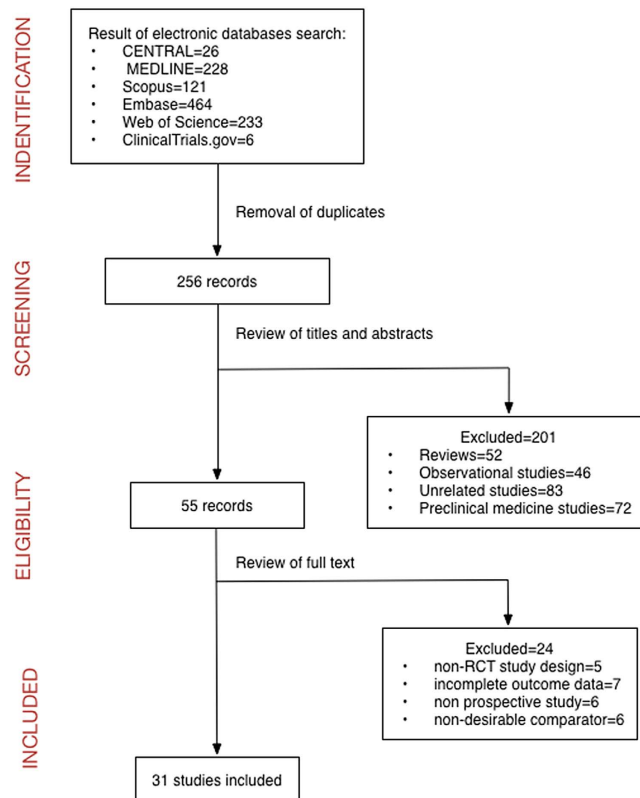 INDENTIFICATION
Result of electronic databases search:
• CENTRAL=26
• MEDLINE=228
• Scopus=121
• Embase=464
• Web of Science=233
• ClinicalTrials.gov=6
Removal of duplicates
SCREENING
256 records
Review of titles and abstracts
Excluded=201
• Reviews=52
• Observational studies=46
• Unrelated studies=83
• Preclinical medicine studies=72
ELIGIBILITY
55 records
Review of full text
Excluded=24
• non-RCT study design=5
• incomplete outcome data=7
• non prospective study=6
• non-desirable comparator=6
INCLUDED
31 studies included